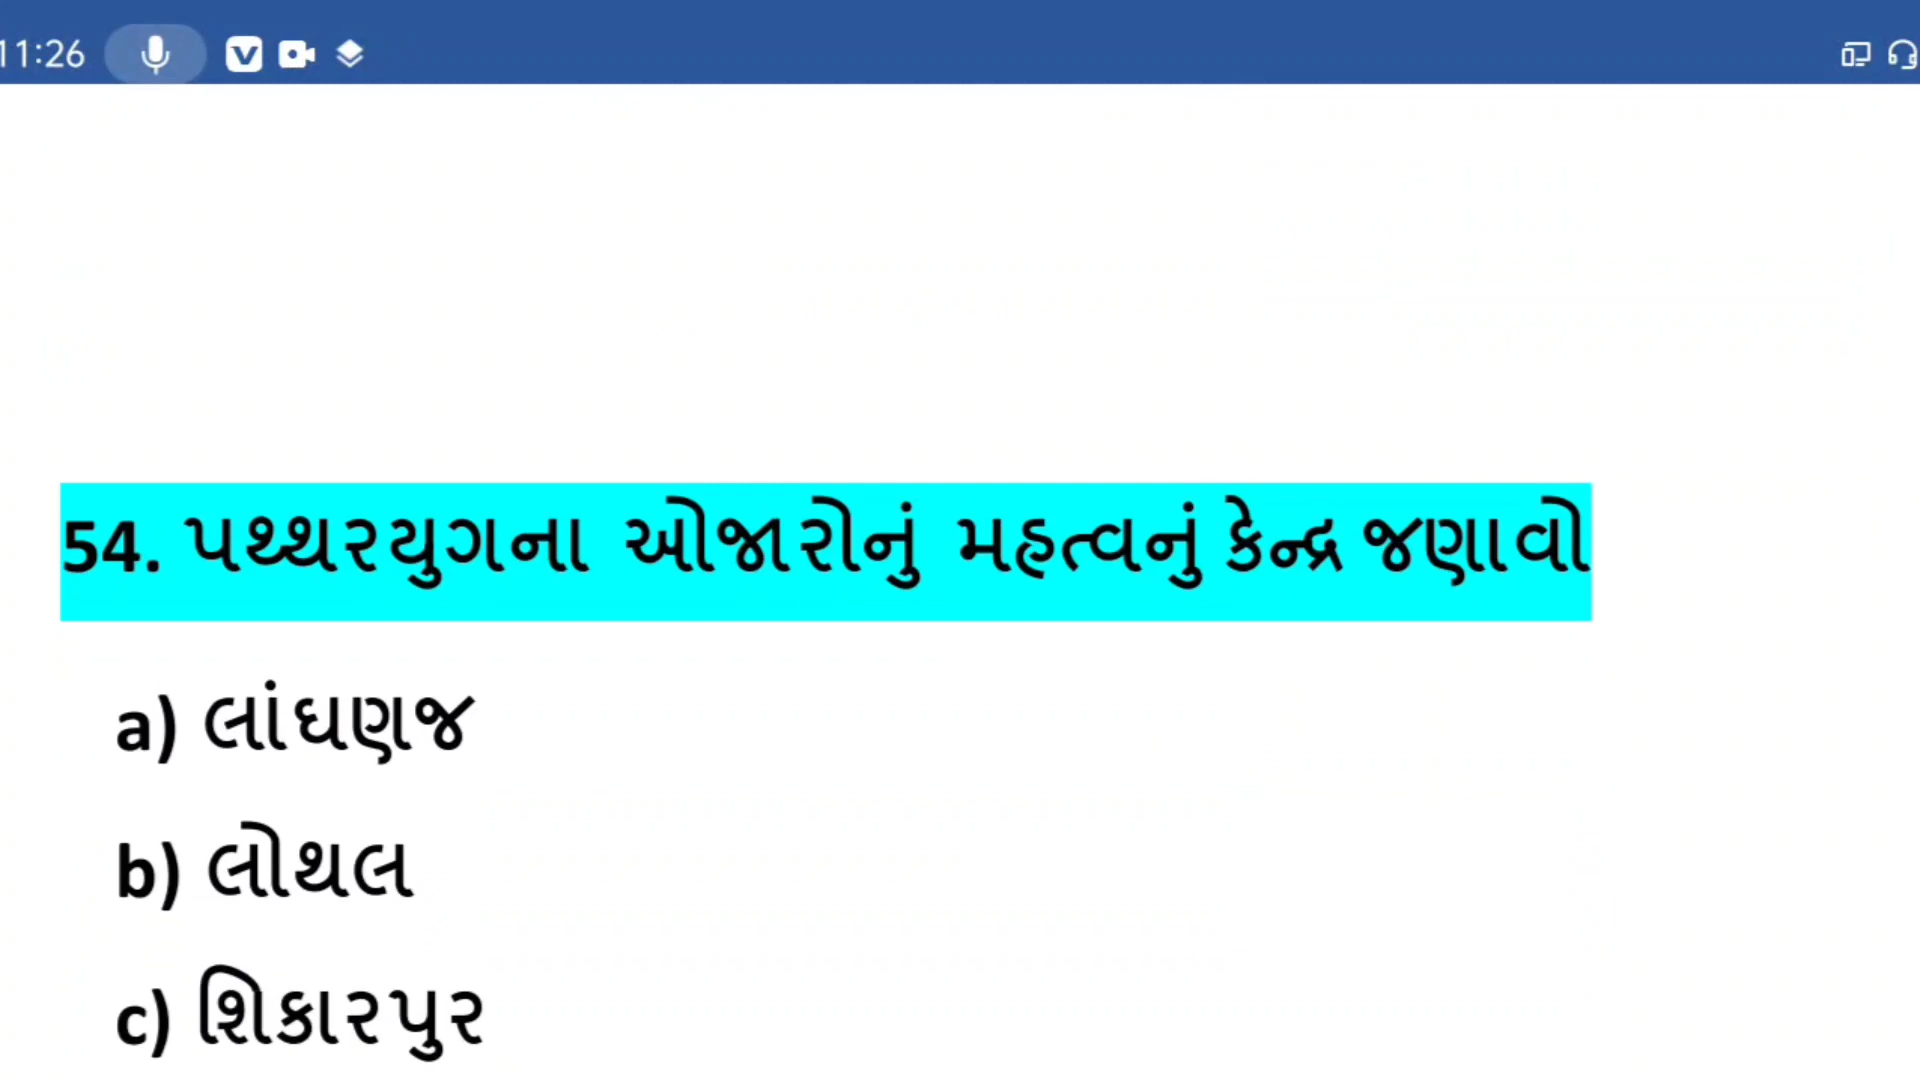 11:26
54. પથ્થરયુગના ઓજારોનું મહત્વનું કેન્દ્ર જણાવો
a) લાંઘણજ
b) લોથલ
c) શિકારપુર